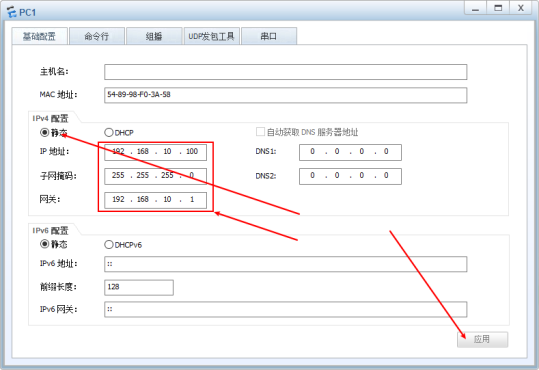 PC1
基础配置 命令行 组播 UDP发包工具 串口
主机名：
MAC 地址： 54-89-98-F0-3A-58
IPv4 配置
静态 DHCP 自动获取 DNS 服务器地址
IP 地址： 192 . 168 . 10 . 100 DNS1: 0 . 0 . 0 . 0
子网掩码： 255 . 255 . 255 . 0 DNS2: 0 . 0 . 0 . 0
网关： 192 . 168 . 10 . 1
IPv6 配置
静态 DHCPv6
IPv6 地址： ::
前缀长度： 128
IPv6 网关： ::
应用